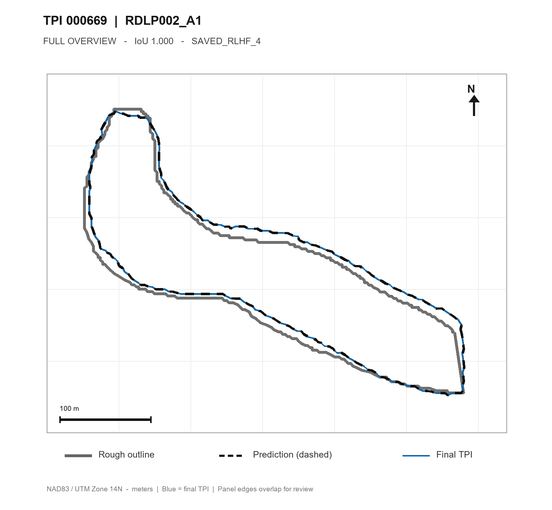 TPI 000669 | RDLP002_A1
FULL OVERVIEW - IoU 1.000 - SAVED_RLHF_4
N
100 m
Rough outline Prediction (dashed) Final TPI
NAD83 / UTM Zone 14N - meters | Blue = final TPI | Panel edges overlap for review